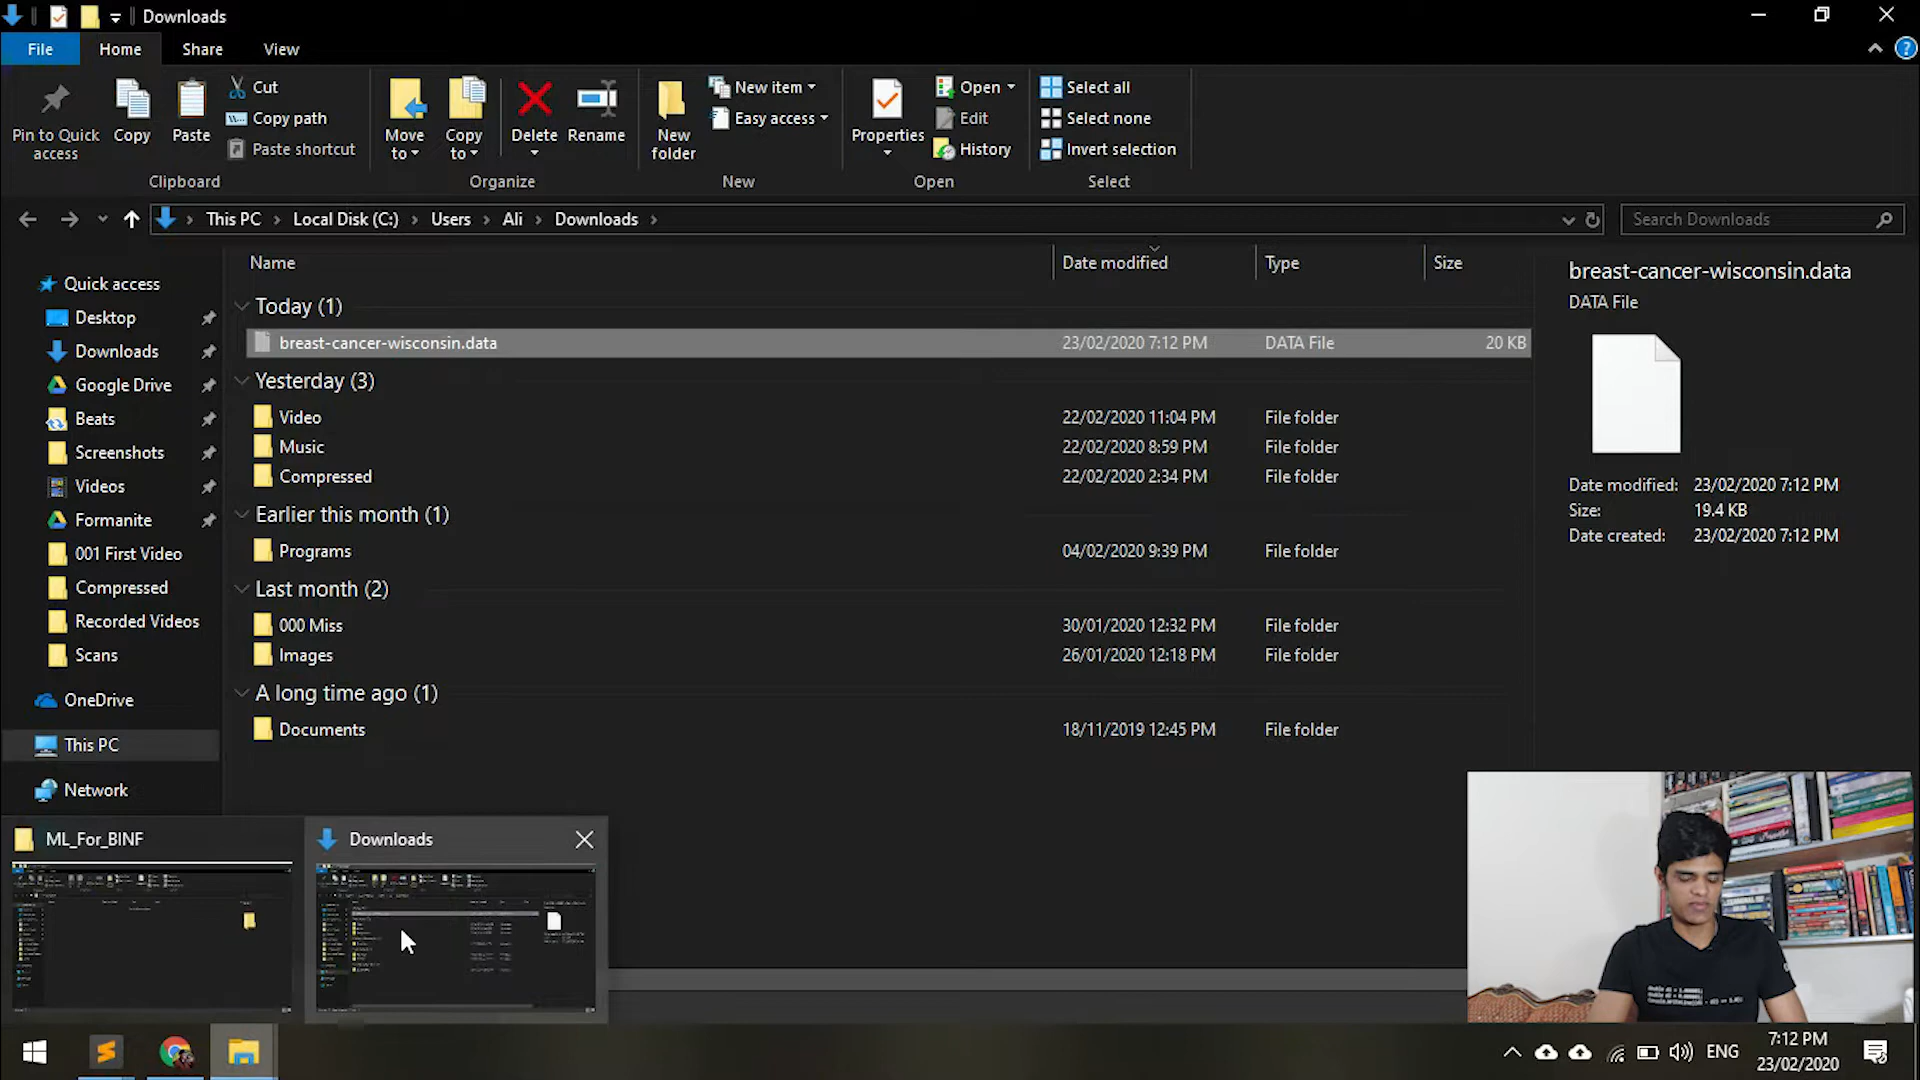 Downloads
File Home Share View
Pin to Quick access
Copy
Paste
Cut
Copy path
Paste shortcut
Clipboard
Move to
Copy to
Delete
Rename
Organize
New folder
New item
Easy access
New
Properties
Open
Edit
History
Open
Select all
Select none
Invert selection
Select
This PC > Local Disk (C:) > Users > Ali > Downloads >
Search Downloads
Quick access
Desktop
Downloads
Google Drive
Beats
Screenshots
Videos
Formanite
001 First Video
Compressed
Recorded Videos
Scans
OneDrive
This PC
Network
Name Date modified Type Size
Today (1)
breast-cancer-wisconsin.data 23/02/2020 7:12 PM DATA File 20 KB
Yesterday (3)
Video 22/02/2020 11:04 PM File folder
Music 22/02/2020 8:59 PM File folder
Compressed 22/02/2020 2:34 PM File folder
Earlier this month (1)
Programs 04/02/2020 9:39 PM File folder
Last month (2)
000 Miss 30/01/2020 12:32 PM File folder
Images 26/01/2020 12:18 PM File folder
A long time ago (1)
Documents 18/11/2019 12:45 PM File folder
breast-cancer-wisconsin.data
DATA File
Date modified: 23/02/2020 7:12 PM
Size: 19.4 KB
Date created: 23/02/2020 7:12 PM
ML_For_BINF
Downloads
ENG
7:12 PM
23/02/2020